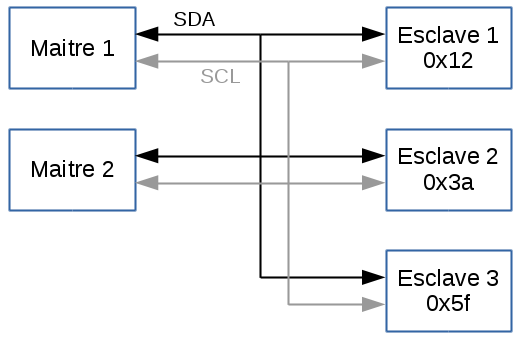 SDA
Maitre 1
Esclave 1
0x12
SCL
Maitre 2
Esclave 2
0x3a
Esclave 3
0x5f